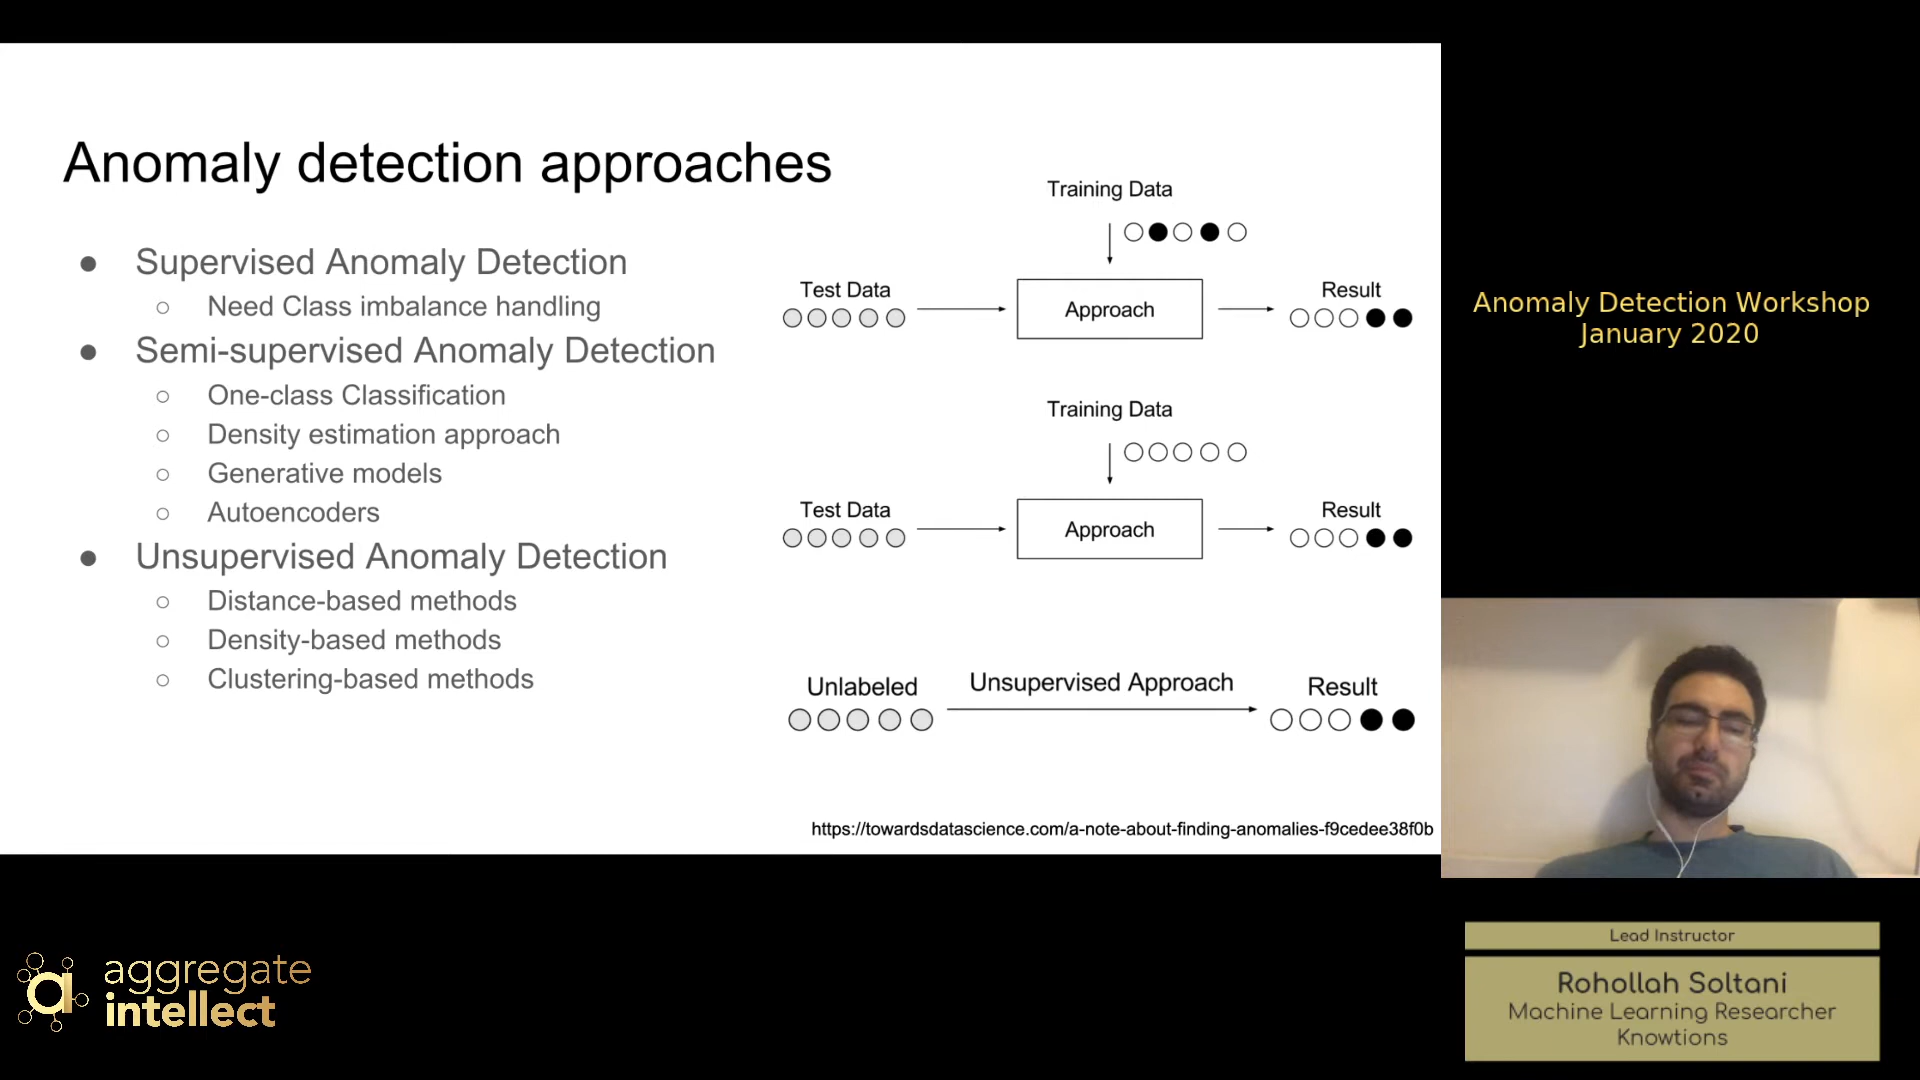 Anomaly detection approaches
● Supervised Anomaly Detection
○ Need Class imbalance handling
● Semi-supervised Anomaly Detection
○ One-class Classification
○ Density estimation approach
○ Generative models
○ Autoencoders
● Unsupervised Anomaly Detection
○ Distance-based methods
○ Density-based methods
○ Clustering-based methods
Training Data
Test Data
Approach
Result
Training Data
Test Data
Approach
Result
Unlabeled
Unsupervised Approach
Result
https://towardsdatascience.com/a-note-about-finding-anomalies-f9cedee38f0b
Anomaly Detection Workshop
January 2020
aggregate
intellect
Lead Instructor
Rohollah Soltani
Machine Learning Researcher
Knowtions